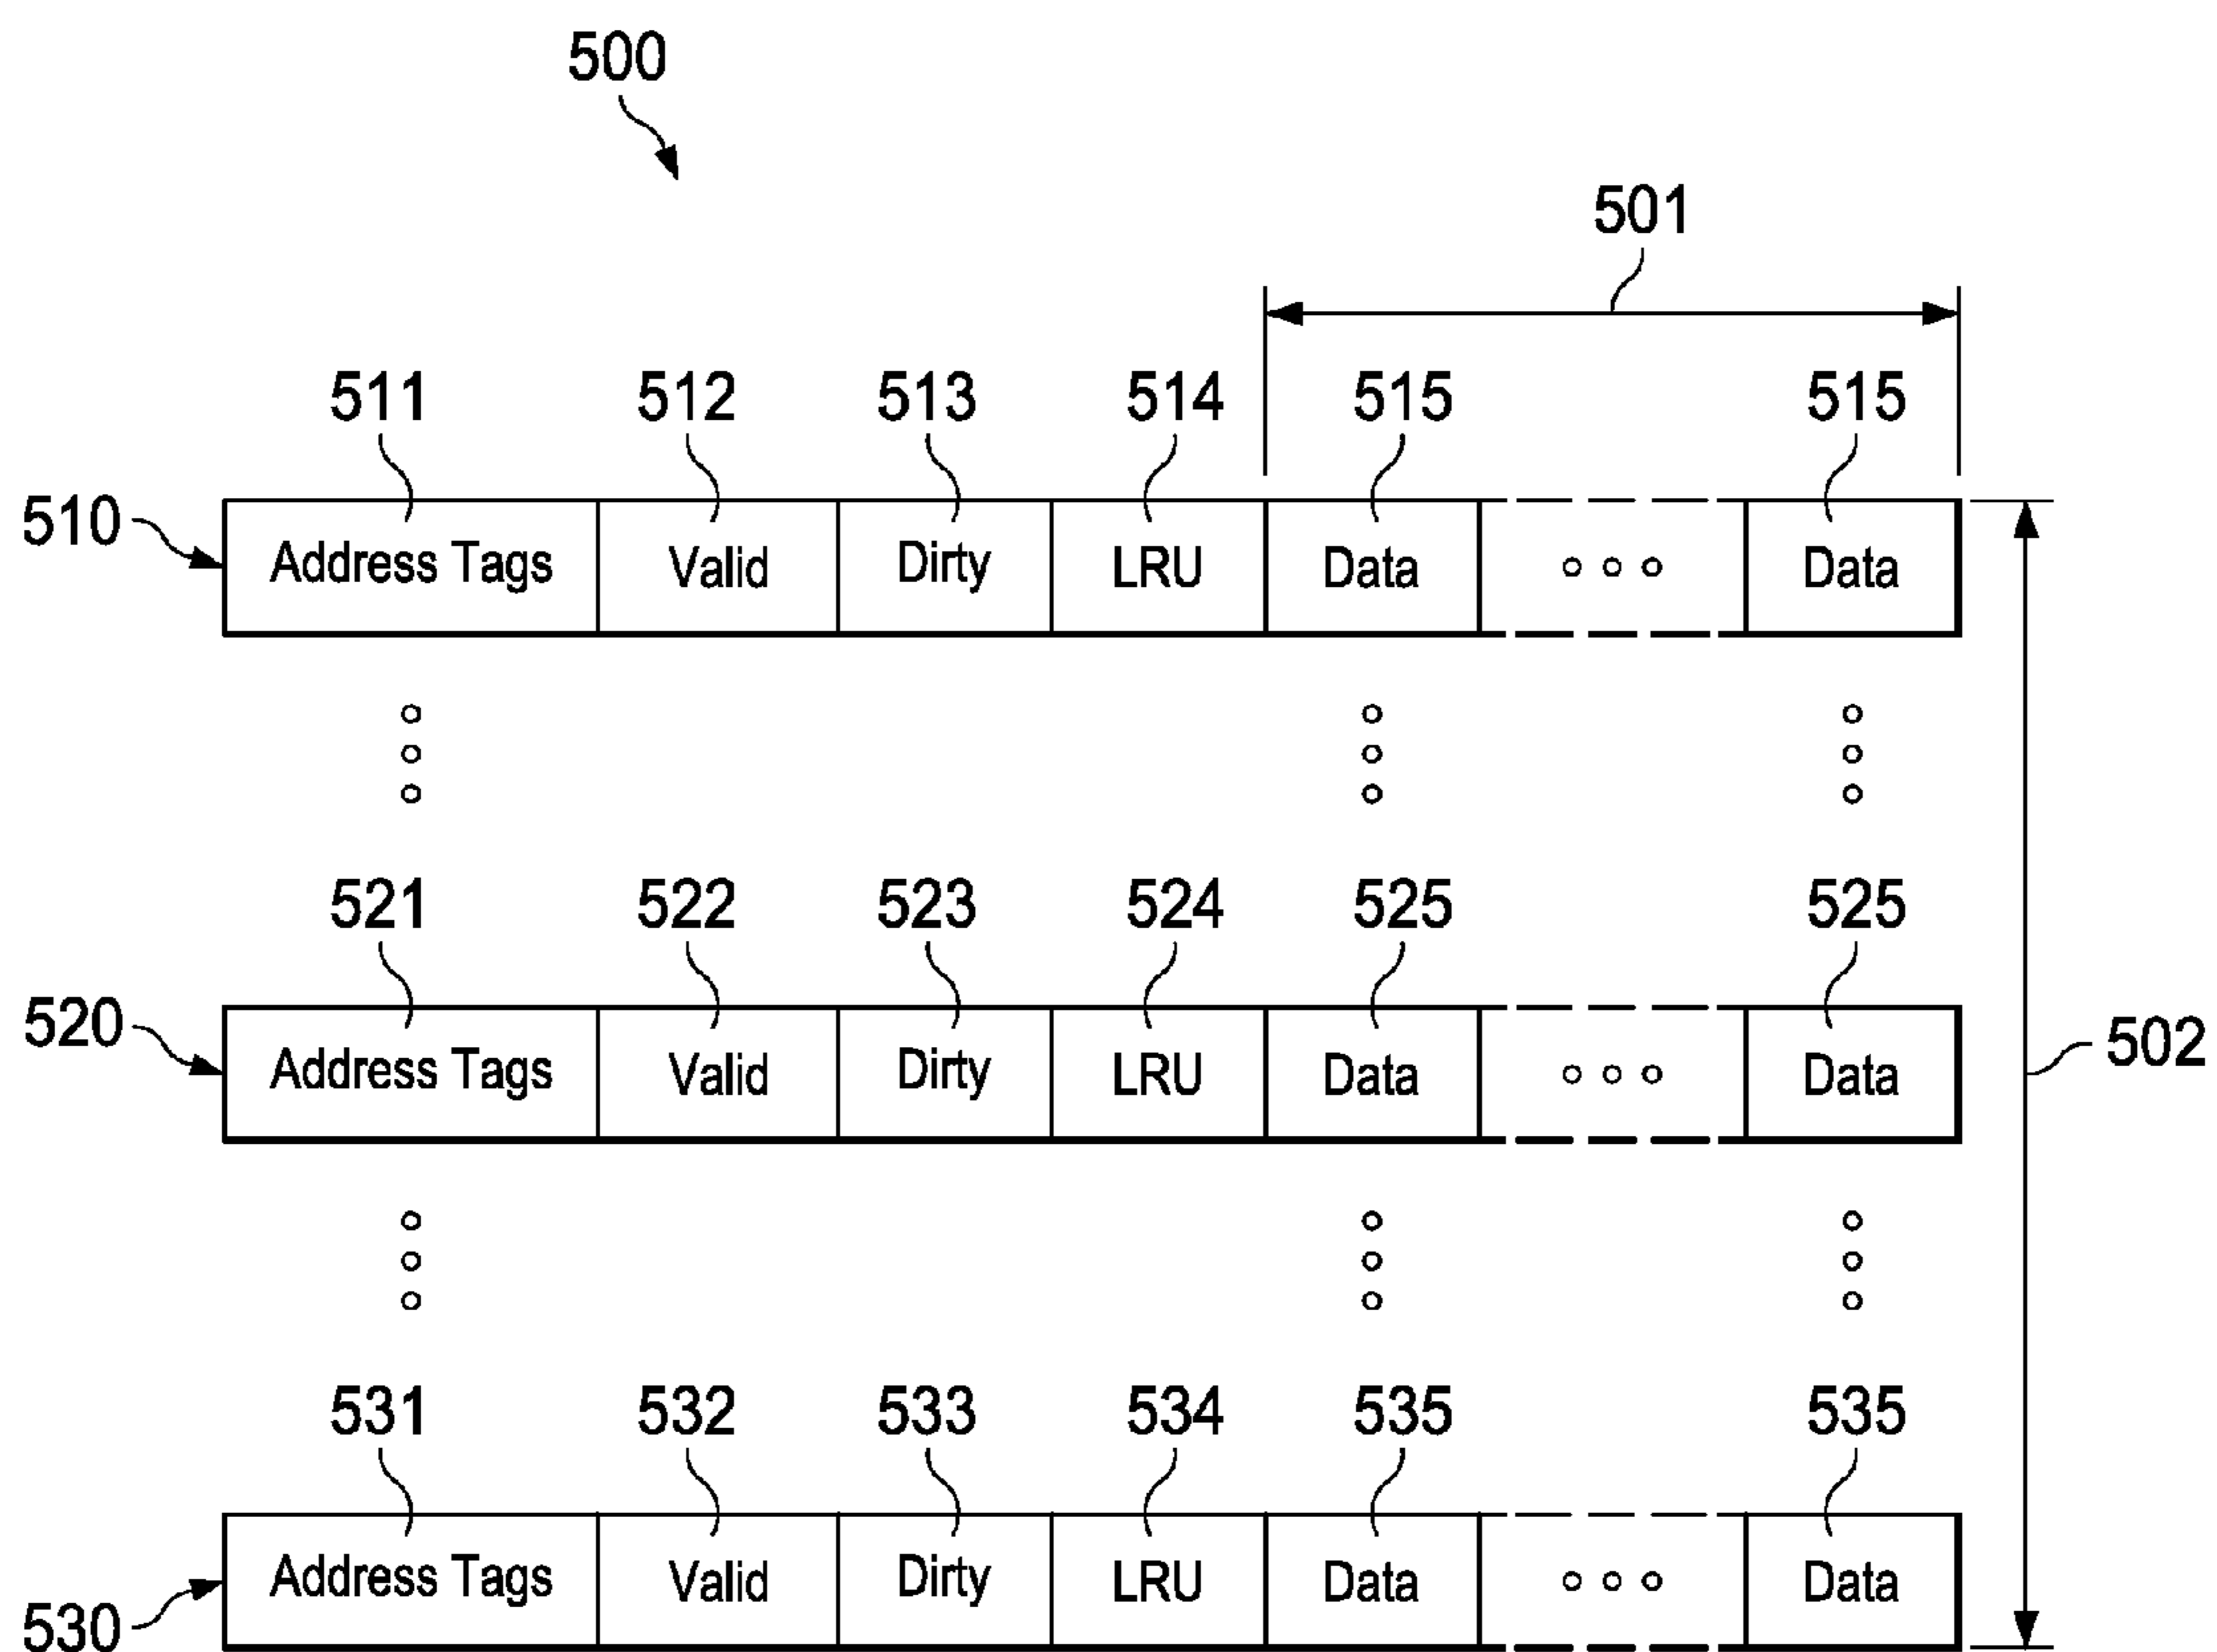 500
501
511 512 513 514 515 515
510
Address Tags Valid Dirty LRU Data Data
521 522 523 524 525 525
520
502
Address Tags Valid Dirty LRU Data Data
531 532 533 534 535 535
Address Tags Valid Dirty LRU Data Data
530